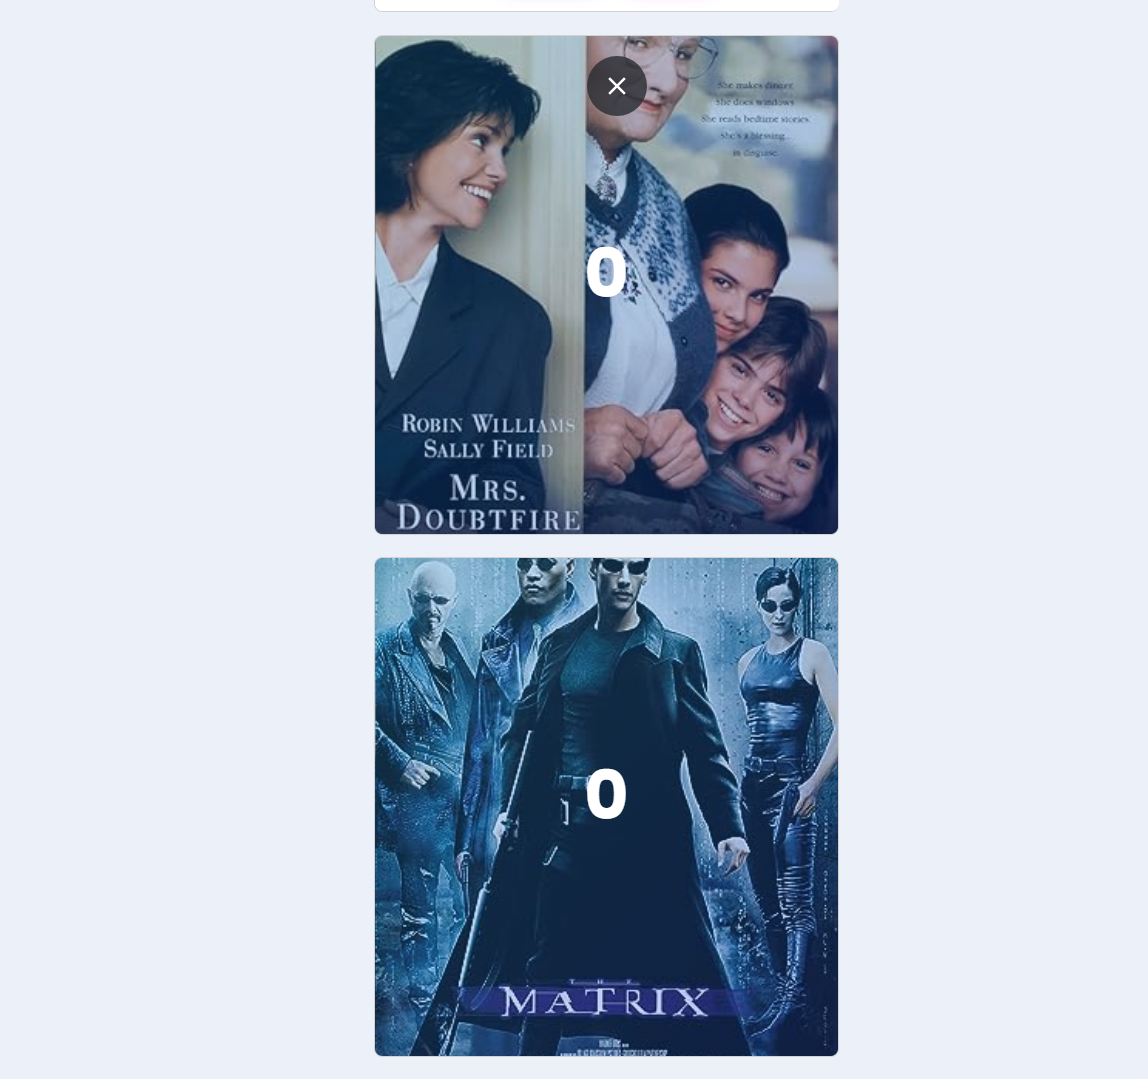 She makes dinner.
She does windows.
She reads bedtime stories.
She's a blessing...
in disguise.
0
ROBIN WILLIAMS
SALLY FIELD
MRS.
DOUBTFIRE
0
THE
MATRIX